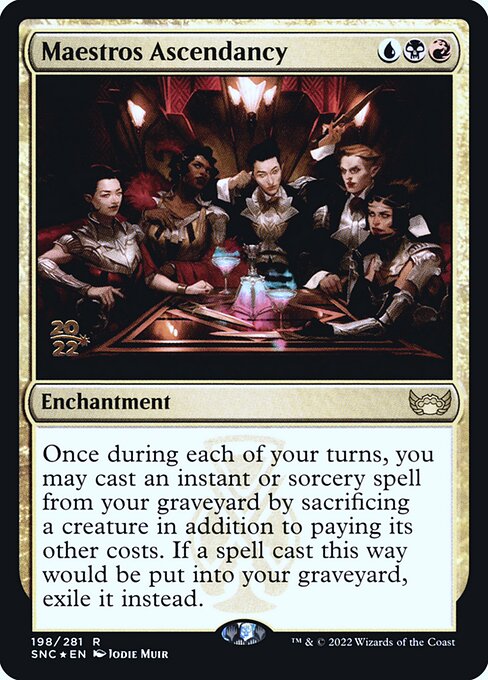 Maestros Ascendancy
20
22
Enchantment
Once during each of your turns, you
may cast an instant or sorcery spell
from your graveyard by sacrificing
a creature in addition to paying its
other costs. If a spell cast this way
would be put into your graveyard,
exile it instead.
198/281 R
SNC ★ EN Jodie Muir
™ & © 2022 Wizards of the Coast